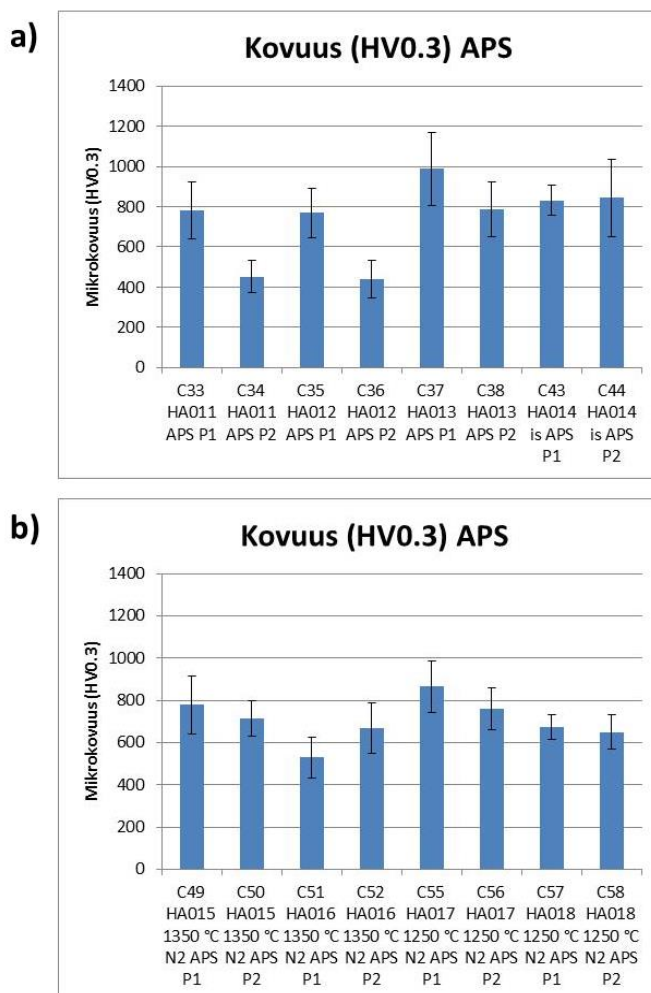 a)
Kovuus (HV0.3) APS
Mikrokovuus (HV0.3)
1400
1200
1000
800
600
400
200
0
C33 C34 C35 C36 C37 C38 C43 C44
HA011 HA011 HA012 HA012 HA013 HA013 HA014 HA014
APS P1 APS P2 APS P1 APS P2 APS P1 APS P2 is APS is APS
P1 P2
b)
Kovuus (HV0.3) APS
Mikrokovuus (HV0.3)
1400
1200
1000
800
600
400
200
0
C49 C50 C51 C52 C55 C56 C57 C58
HA015 HA015 HA016 HA016 HA017 HA017 HA018 HA018
1350 °C 1350 °C 1350 °C 1350 °C 1250 °C 1250 °C 1250 °C 1250 °C
N2 APS N2 APS N2 APS N2 APS N2 APS N2 APS N2 APS N2 APS
P1 P2 P1 P2 P1 P2 P1 P2